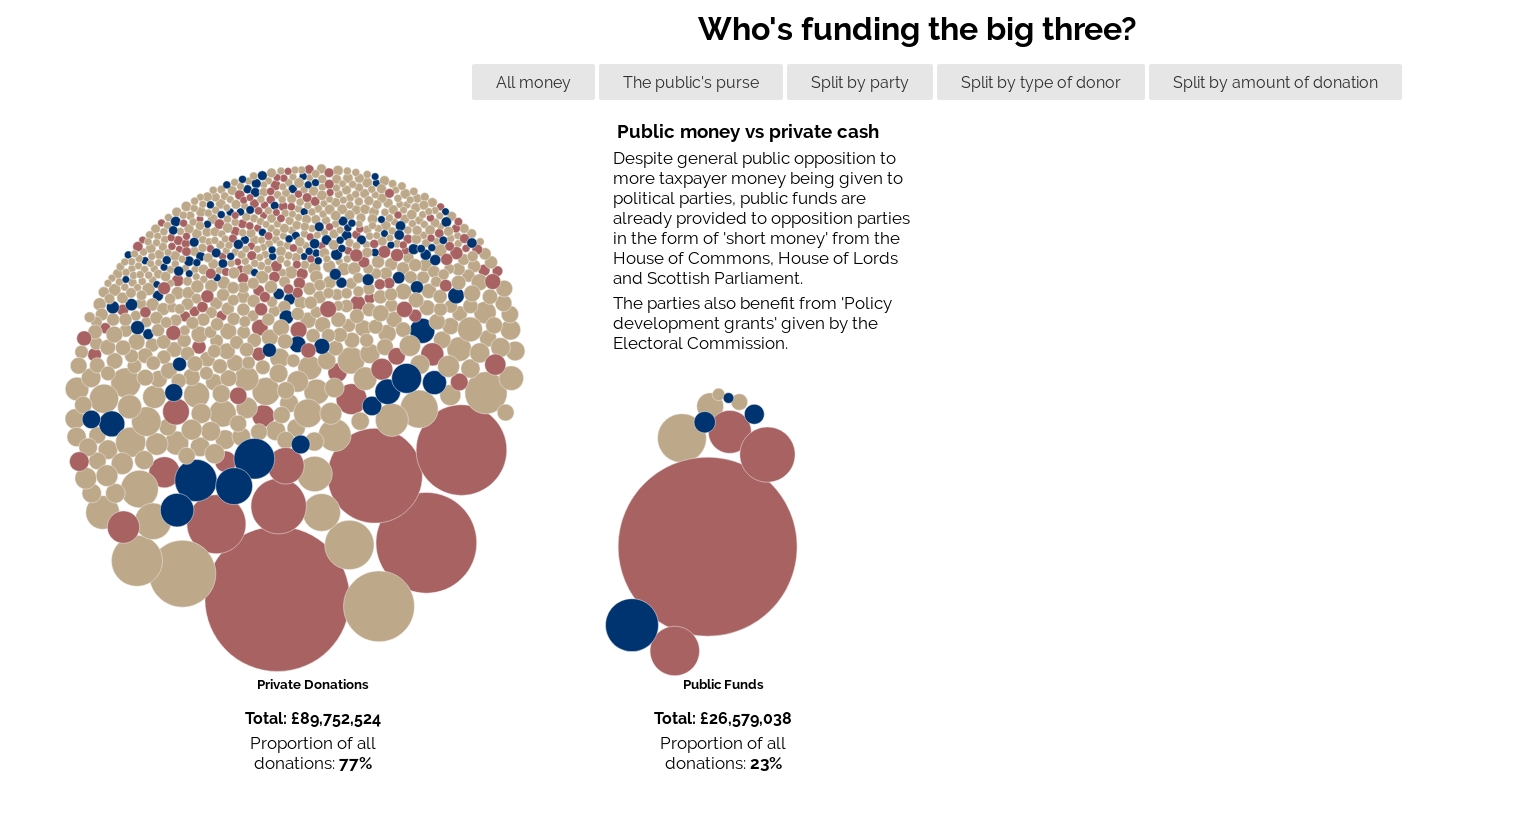 Who's funding the big three?
All money
The public's purse
Split by party
Split by type of donor
Split by amount of donation
Public money vs private cash
Despite general public opposition to
more taxpayer money being given to
political parties, public funds are
already provided to opposition parties
in the form of 'short money' from the
House of Commons, House of Lords
and Scottish Parliament.
The parties also benefit from 'Policy
development grants' given by the
Electoral Commission.
Private Donations
Total: £89,752,524
Proportion of all
donations: 77%
Public Funds
Total: £26,579,038
Proportion of all
donations: 23%